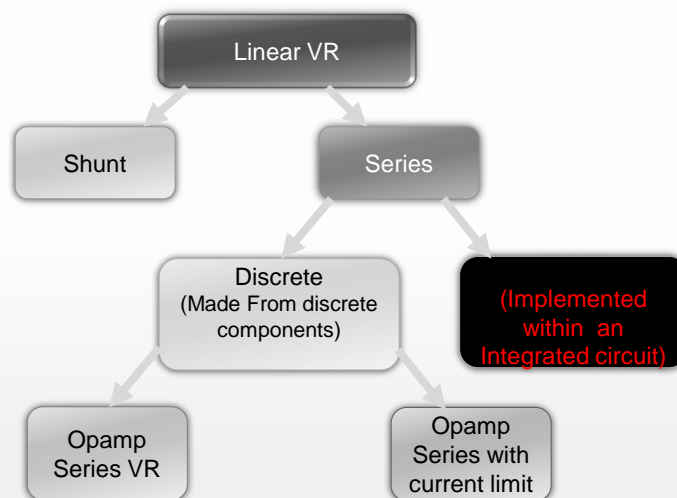 Linear VR
Shunt
Series
Discrete
(Made From discrete
components)
(Implemented
within an
Integrated circuit)
Opamp
Series VR
Opamp
Series with
current limit